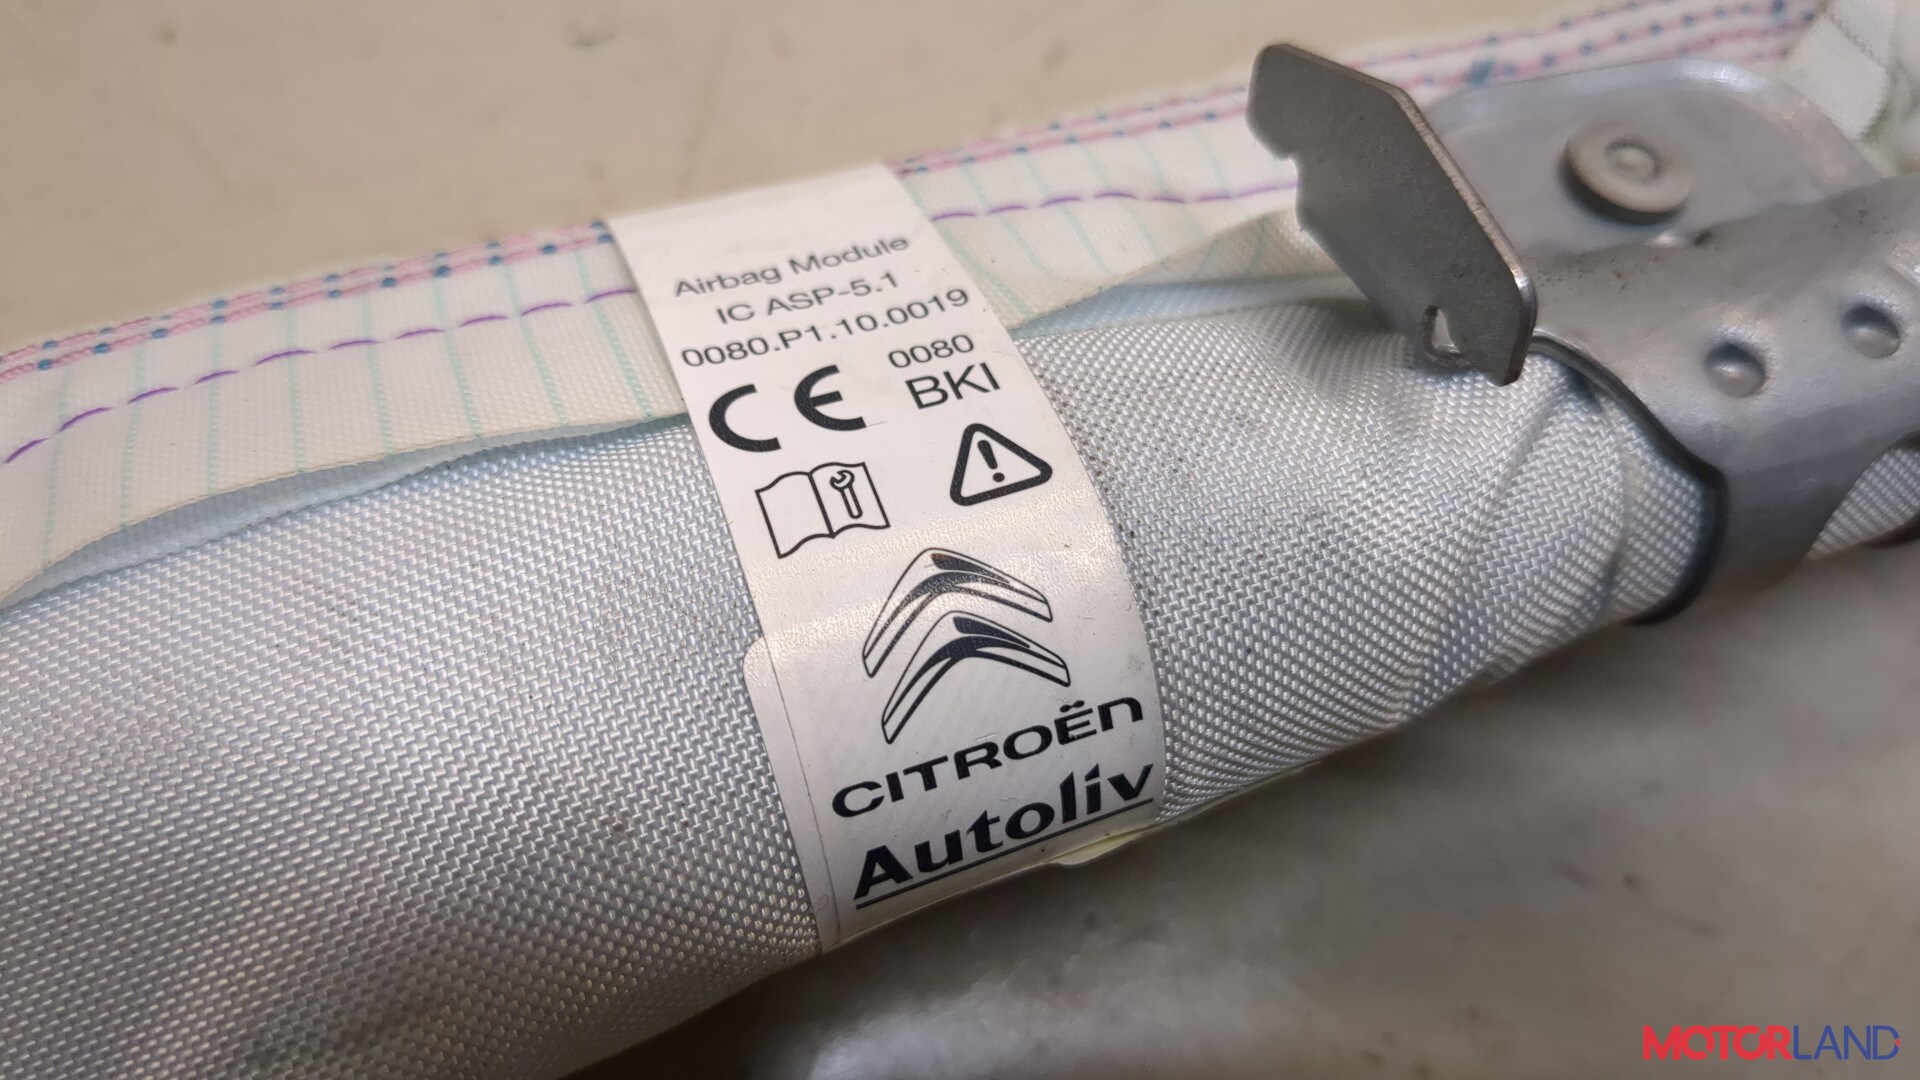 Airbag Module
IC ASP-5.1
0080.P1.10.0019
CE 0080
BKI
CITROËN
Autoliv
MOTORLAND